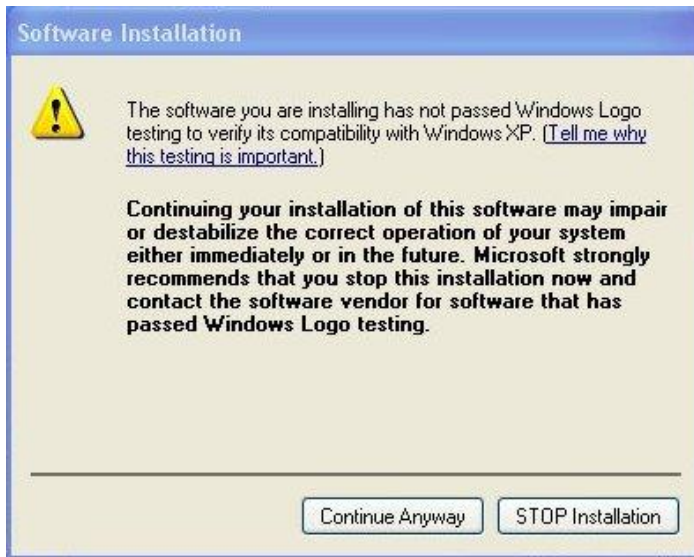 Software Installation
The software you are installing has not passed Windows Logo
testing to verify its compatibility with Windows XP. (Tell me why
this testing is important.)
Continuing your installation of this software may impair
or destabilize the correct operation of your system
either immediately or in the future. Microsoft strongly
recommends that you stop this installation now and
contact the software vendor for software that has
passed Windows Logo testing.
Continue Anyway
STOP Installation